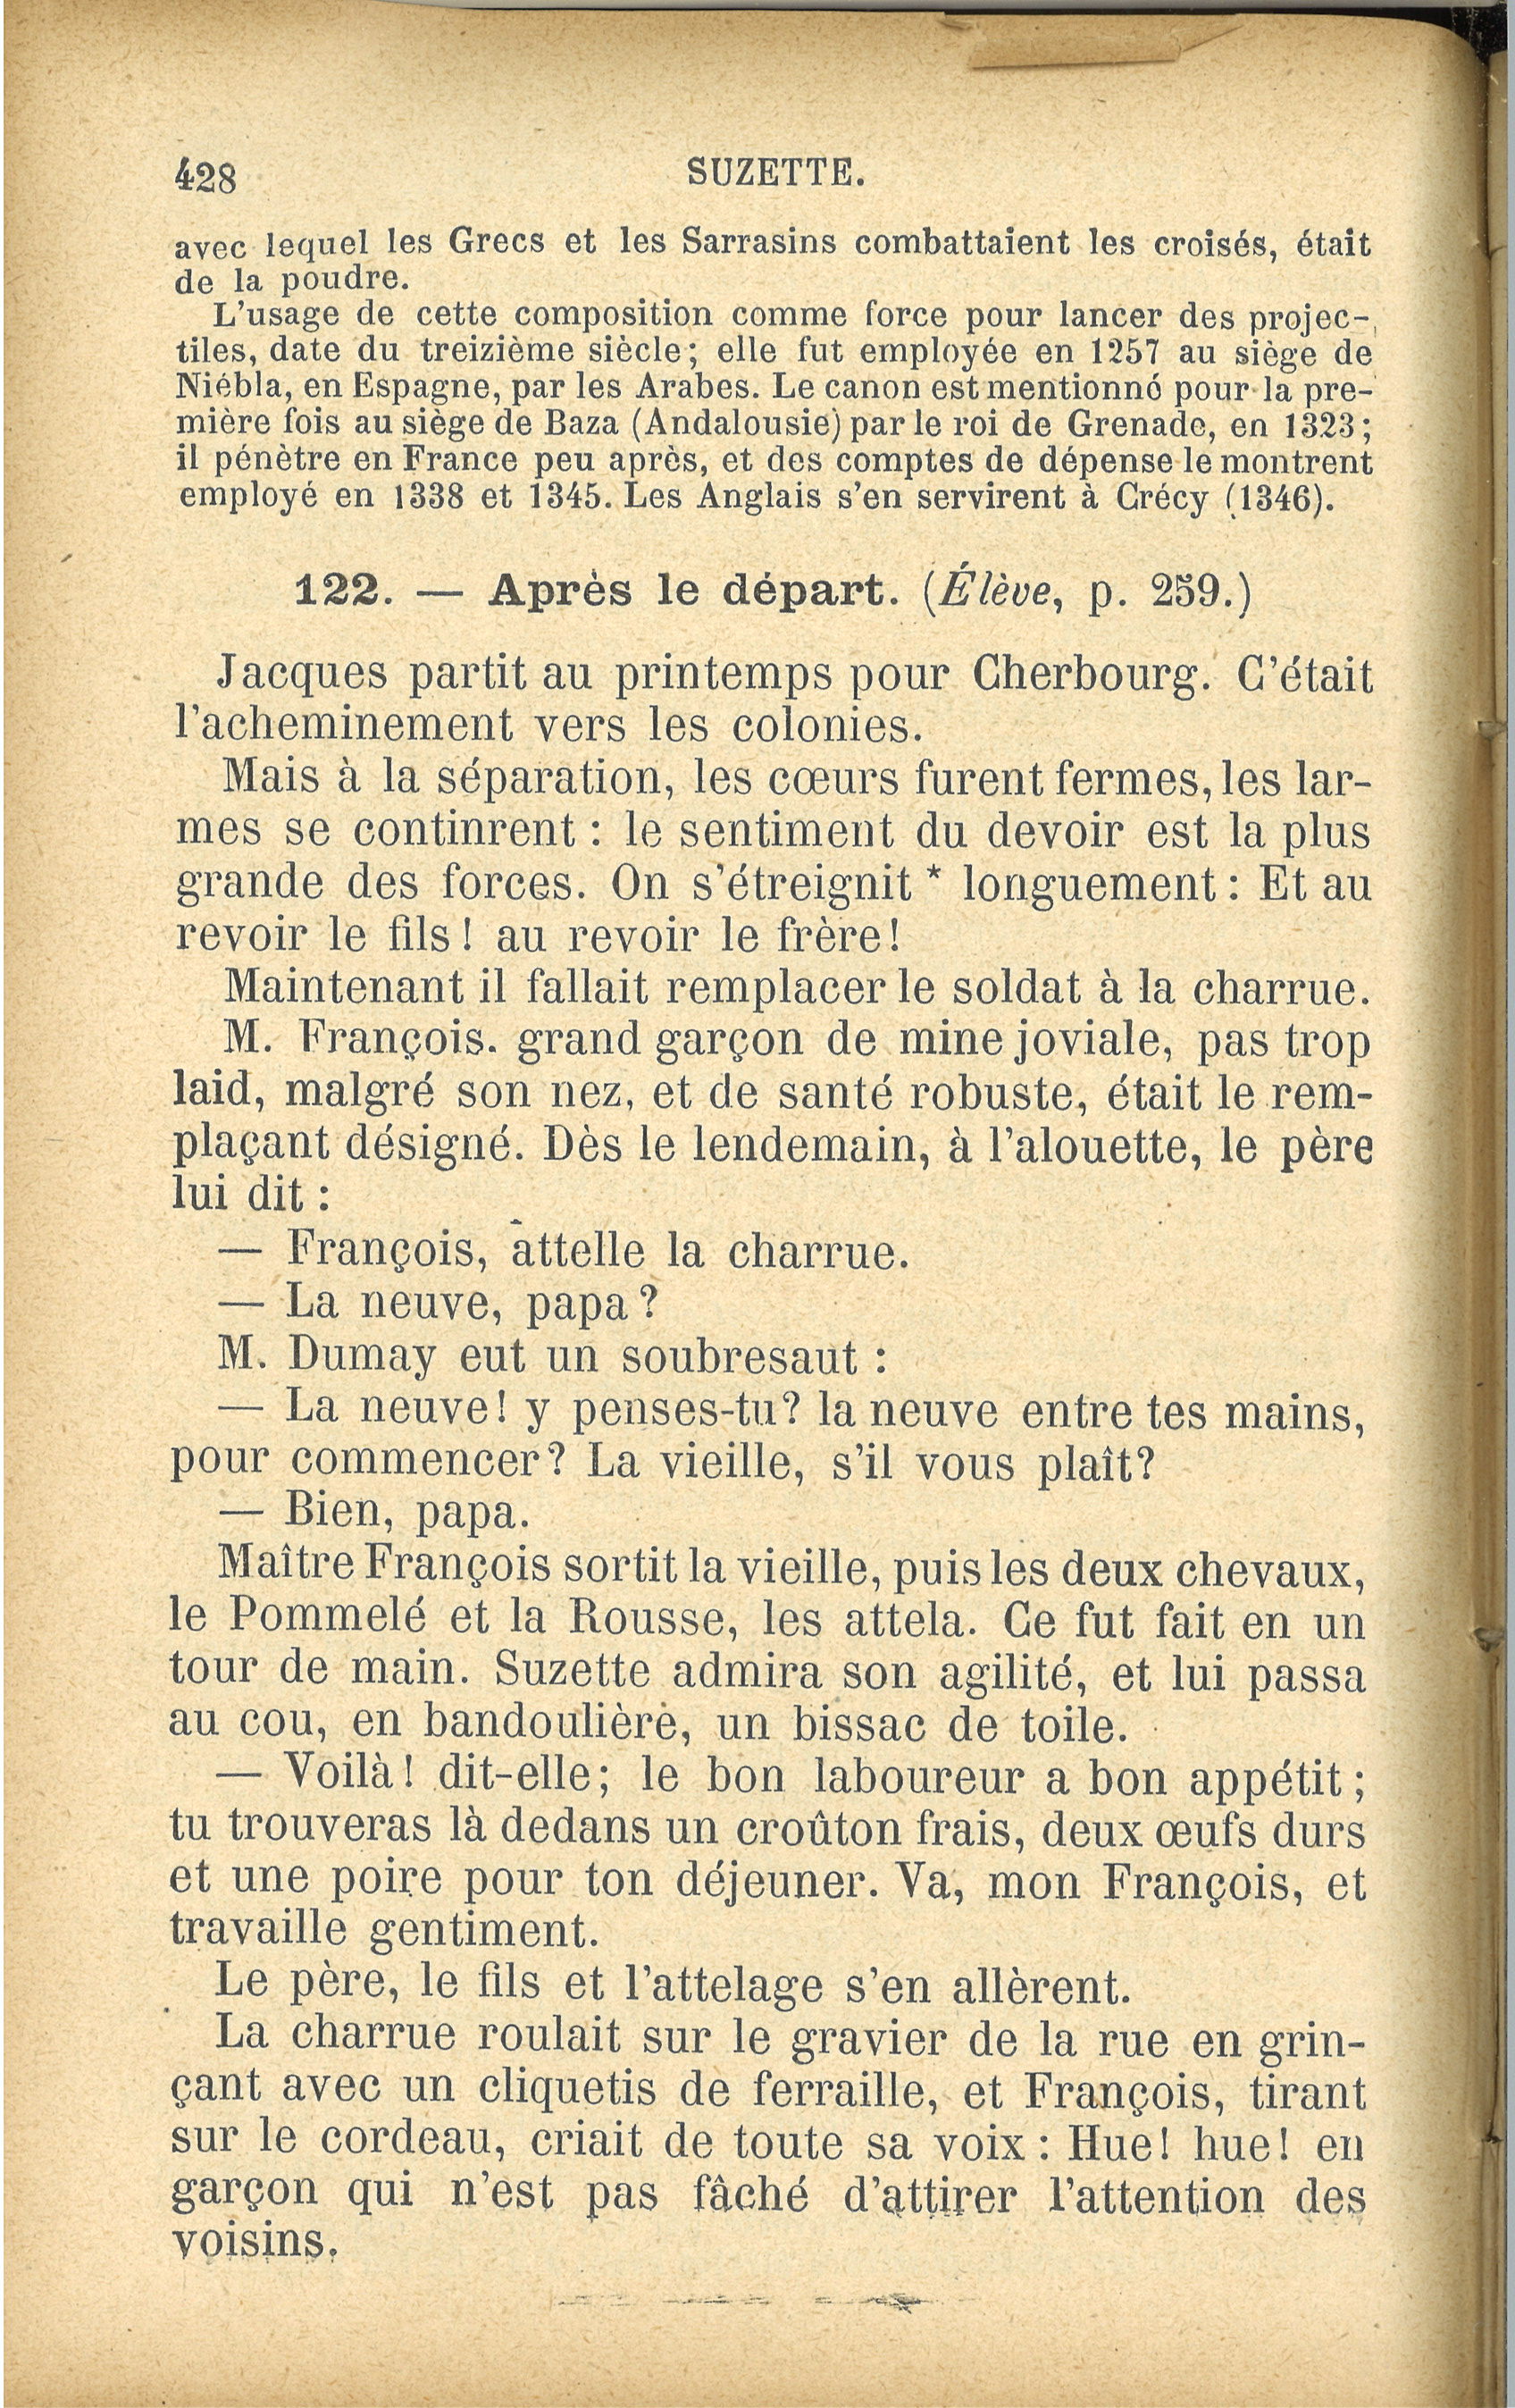 428 SUZETTE.
avec lequel les Grecs et les Sarrasins combattaient les croisés, était
de la poudre.
L'usage de cette composition comme force pour lancer des projec-
tiles, date du treizième siècle; elle fut employée en 1257 au siège de
Niébla, en Espagne, par les Arabes. Le canon est mentionné pour la pre-
mière fois au siège de Baza (Andalousie) par le roi de Grenade, en 1323;
il pénètre en France peu après, et des comptes de dépense le montrent
employé en 1338 et 1345. Les Anglais s'en servirent à Crécy (1346).
122. — Après le départ. (Élève, p. 259.)
Jacques partit au printemps pour Cherbourg. C'était
l'acheminement vers les colonies.
Mais à la séparation, les cœurs furent fermes, les lar-
mes se continrent : le sentiment du devoir est la plus
grande des forces. On s'étreignit * longuement : Et au
revoir le fils! au revoir le frère!
Maintenant il fallait remplacer le soldat à la charrue.
M. François. grand garçon de mine joviale, pas trop
laid, malgré son nez, et de santé robuste, était le rem-
plaçant désigné. Dès le lendemain, à l'alouette, le père
lui dit :
— François, attelle la charrue.
— La neuve, papa?
M. Dumay eut un soubresaut :
— La neuve! y penses-tu? la neuve entre tes mains,
pour commencer? La vieille, s'il vous plaît?
— Bien, papa.
Maître François sortit la vieille, puis les deux chevaux,
le Pommelé et la Rousse, les attela. Ce fut fait en un
tour de main. Suzette admira son agilité, et lui passa
au cou, en bandoulière, un bissac de toile.
— Voilà! dit-elle; le bon laboureur a bon appétit;
tu trouveras là dedans un croûton frais, deux œufs durs
et une poire pour ton déjeuner. Va, mon François, et
travaille gentiment.
Le père, le fils et l'attelage s'en allèrent.
La charrue roulait sur le gravier de la rue en grin-
çant avec un cliquetis de ferraille, et François, tirant
sur le cordeau, criait de toute sa voix : Hue! hue! en
garçon qui n'est pas fâché d'attirer l'attention des
voisins.